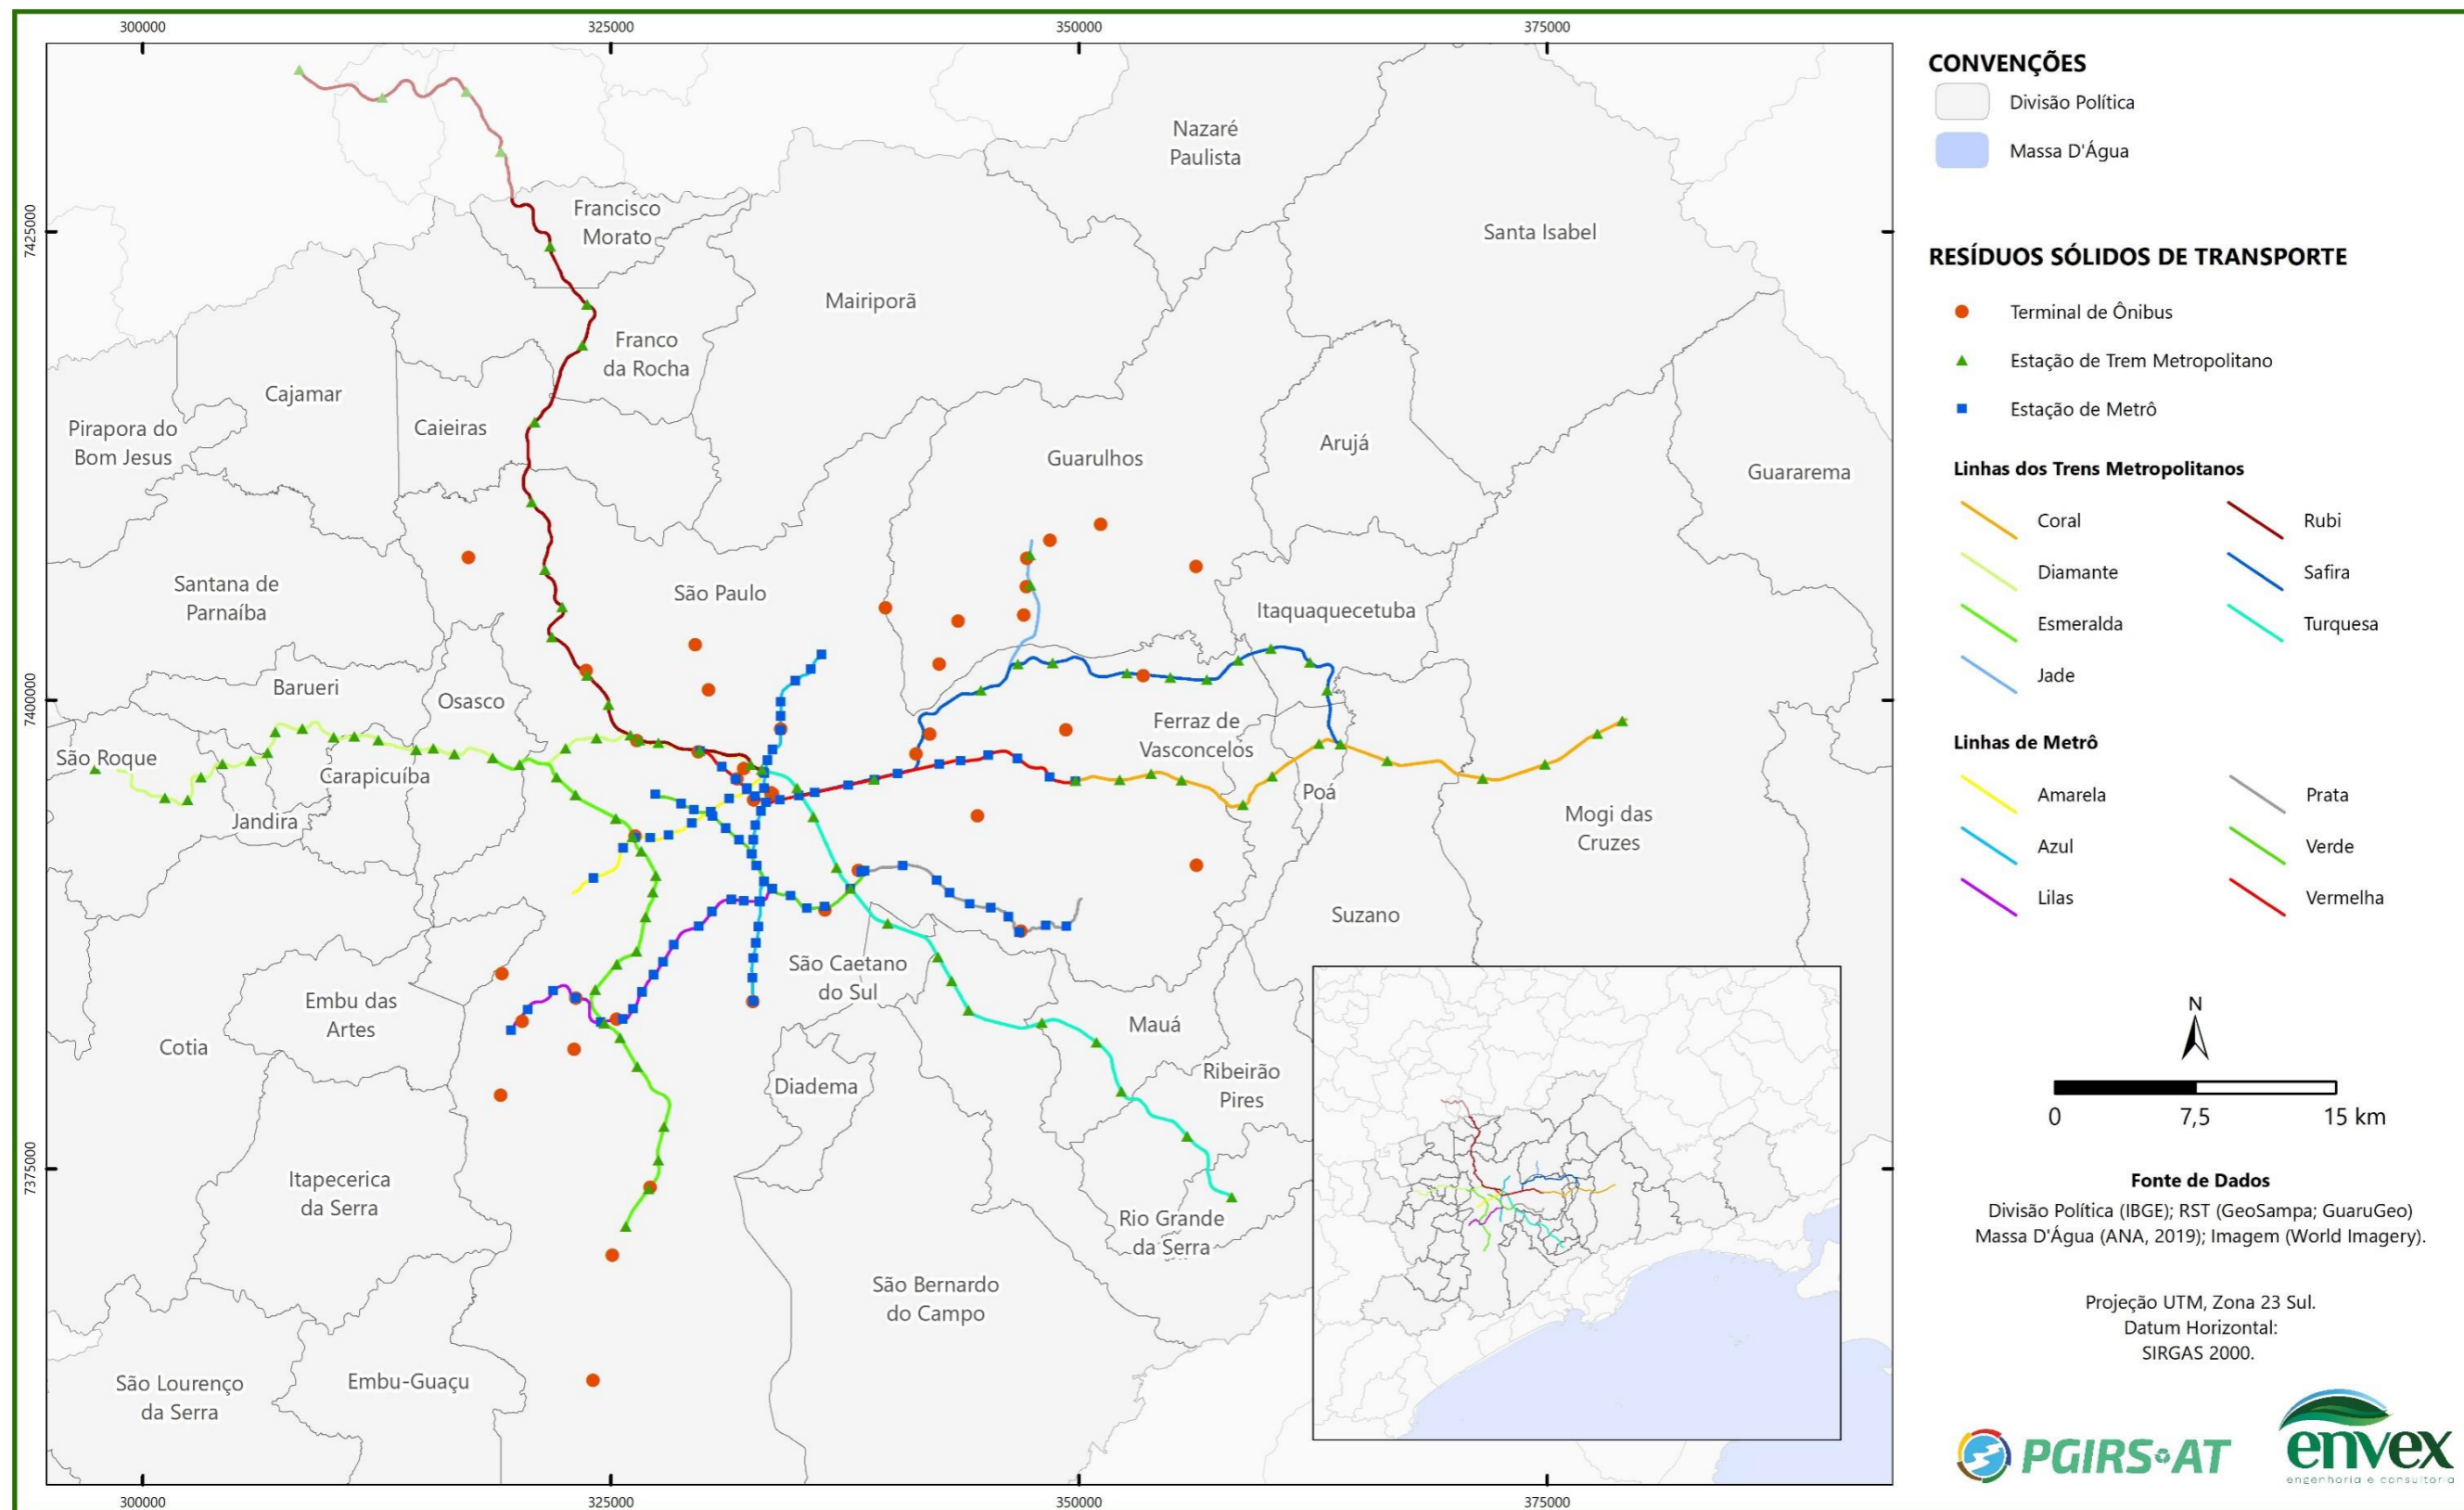 300000
325000
350000
375000
7425000
7400000
7375000
Nazaré
Paulista
Francisco
Morato
Santa Isabel
Mairiporã
Franco
da Rocha
Cajamar
Caieiras
Pirapora do
Bom Jesus
Guarulhos
Arujá
Guararema
Santana de
Parnaíba
São Paulo
Itaquaquecetuba
Barueri
Osasco
Ferraz de
Vasconcelos
São Roque
Carapicuíba
Poá
Jandira
Mogi das
Cruzes
Suzano
São Caetano
do Sul
Embu das
Artes
Mauá
Cotia
Diadema
Ribeirão
Pires
Itapecerica
da Serra
Rio Grande
da Serra
São Bernardo
do Campo
São Lourenço
da Serra
Embu-Guaçu
300000
325000
350000
375000
CONVENÇÕES
Divisão Política
Massa D'Água
RESÍDUOS SÓLIDOS DE TRANSPORTE
Terminal de Ônibus
Estação de Trem Metropolitano
Estação de Metrô
Linhas dos Trens Metropolitanos
Coral
Rubi
Diamante
Safira
Esmeralda
Turquesa
Jade
Linhas de Metrô
Amarela
Prata
Azul
Verde
Lilas
Vermelha
N
0 7,5 15 km
Fonte de Dados
Divisão Política (IBGE); RST (GeoSampa; GuaruGeo)
Massa D'Água (ANA, 2019); Imagem (World Imagery).
Projeção UTM, Zona 23 Sul.
Datum Horizontal:
SIRGAS 2000.
PGIRS AT
envex
engenharia e consultoria